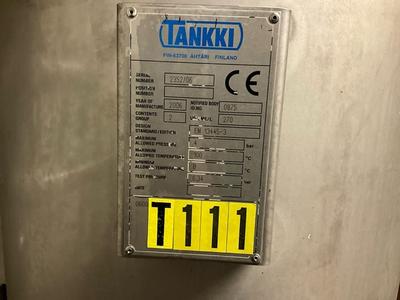 TANKKI
FIN-63700 ÄHTÄRI FINLAND
SERIAL NUMBER 2352/06
POSITION NUMBER
YEAR OF MANUFACTURE 2006 NOTIFIED BODY ID.NO 0875
CONTENTS GROUP 2 270
DESIGN STANDARD/EDITION EN 13445-3
MAXIMUM ALLOWED PRESSURE bar
MAXIMUM ALLOWED TEMPERATURE °C
MINIMUM ALLOWED TEMPERATURE °C
TEST PRESSURE bar
DATE
T111